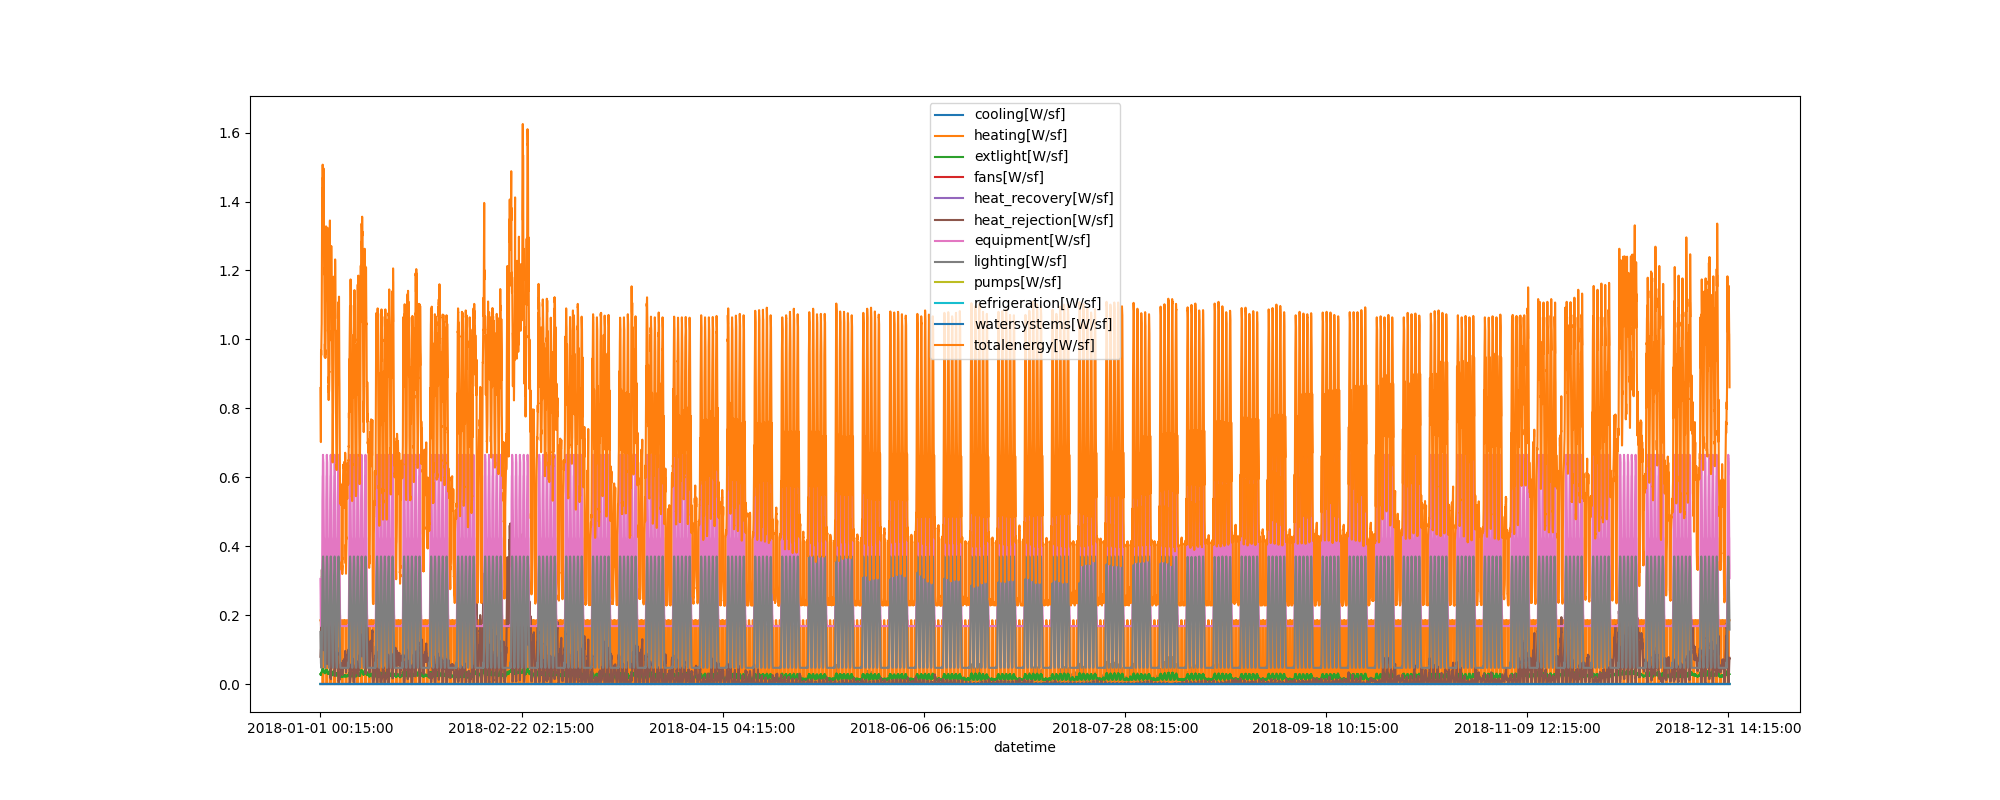 cooling[W/sf]
heating[W/sf]
extlight[W/sf]
fans[W/sf]
heat_recovery[W/sf]
heat_rejection[W/sf]
equipment[W/sf]
lighting[W/sf]
pumps[W/sf]
refrigeration[W/sf]
watersystems[W/sf]
totalenergy[W/sf]
1.6
1.4
1.2
1.0
0.8
0.6
0.4
0.2
0.0
2018-01-01 00:15:00 2018-02-22 02:15:00 2018-04-15 04:15:00 2018-06-06 06:15:00 2018-07-28 08:15:00 2018-09-18 10:15:00 2018-11-09 12:15:00 2018-12-31 14:15:00
datetime